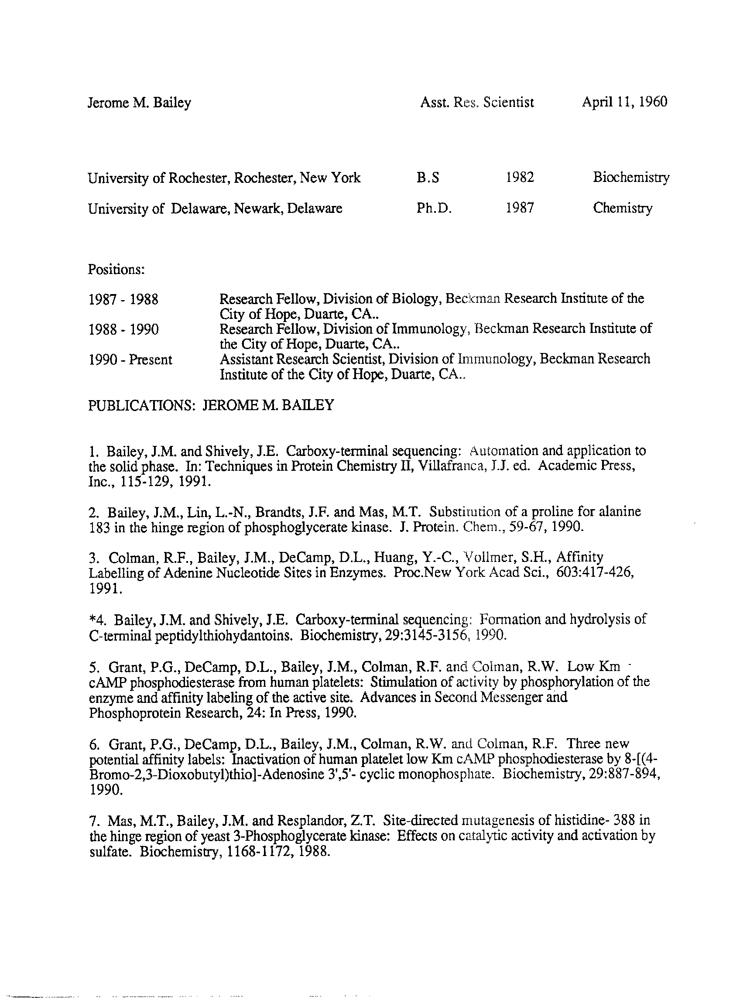 Jerome M. Bailey Asst. Res. Scientist April 11, 1960
University of Rochester, Rochester, New York B.S 1982 Biochemistry
University of Delaware, Newark, Delaware Ph.D. 1987 Chemistry
Positions:
1987 - 1988 Research Fellow, Division of Biology, Beckman Research Institute of the
City of Hope, Duarte, CA..
1988 - 1990 Research Fellow, Division of Immunology, Beckman Research Institute of
the City of Hope, Duarte, CA..
1990 - Present Assistant Research Scientist, Division of Immunology, Beckman Research
Institute of the City of Hope, Duarte, CA..
PUBLICATIONS: JEROME M. BAILEY
1. Bailey, J.M. and Shively, J.E. Carboxy-terminal sequencing: Automation and application to
the solid phase. In: Techniques in Protein Chemistry II, Villafranca, J.J. ed. Academic Press,
Inc., 115-129, 1991.
2. Bailey, J.M., Lin, L.-N., Brandts, J.F. and Mas, M.T. Substitution of a proline for alanine
183 in the hinge region of phosphoglycerate kinase. J. Protein. Chem., 59-67, 1990.
3. Colman, R.F., Bailey, J.M., DeCamp, D.L., Huang, Y.-C., Vollmer, S.H., Affinity
Labelling of Adenine Nucleotide Sites in Enzymes. Proc.New York Acad Sci., 603:417-426,
1991.
*4. Bailey, J.M. and Shively, J.E. Carboxy-terminal sequencing: Formation and hydrolysis of
C-terminal peptidylthiohydantoins. Biochemistry, 29:3145-3156, 1990.
5. Grant, P.G., DeCamp, D.L., Bailey, J.M., Colman, R.F. and Colman, R.W. Low Km
cAMP phosphodiesterase from human platelets: Stimulation of activity by phosphorylation of the
enzyme and affinity labeling of the active site. Advances in Second Messenger and
Phosphoprotein Research, 24: In Press, 1990.
6. Grant, P.G., DeCamp, D.L., Bailey, J.M., Colman, R.W. and Colman, R.F. Three new
potential affinity labels: Inactivation of human platelet low Km cAMP phosphodiesterase by 8-[(4-
Bromo-2,3-Dioxobutyl)thio]-Adenosine 3',5'- cyclic monophosphate. Biochemistry, 29:887-894,
1990.
7. Mas, M.T., Bailey, J.M. and Resplandor, Z.T. Site-directed mutagenesis of histidine- 388 in
the hinge region of yeast 3-Phosphoglycerate kinase: Effects on catalytic activity and activation by
sulfate. Biochemistry, 1168-1172, 1988.